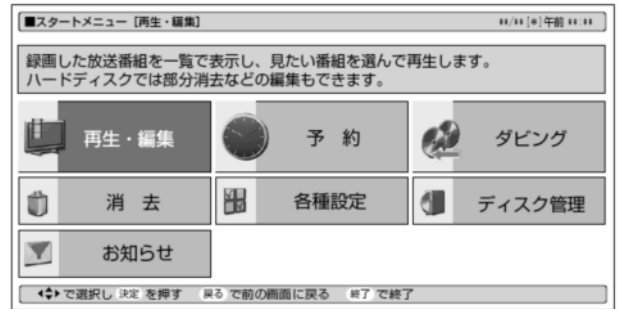 ■スタートメニュー［再生・編集］ **/**[*]午前 **:**
録画した放送番組を一覧で表示し、見たい番組を選んで再生します。
ハードディスクでは部分消去などの編集もできます。
再生・編集 予 約 ダビング
消 去 各種設定 ディスク管理
お知らせ
で選択し 決定 を押す 戻る で前の画面に戻る 終了 で終了